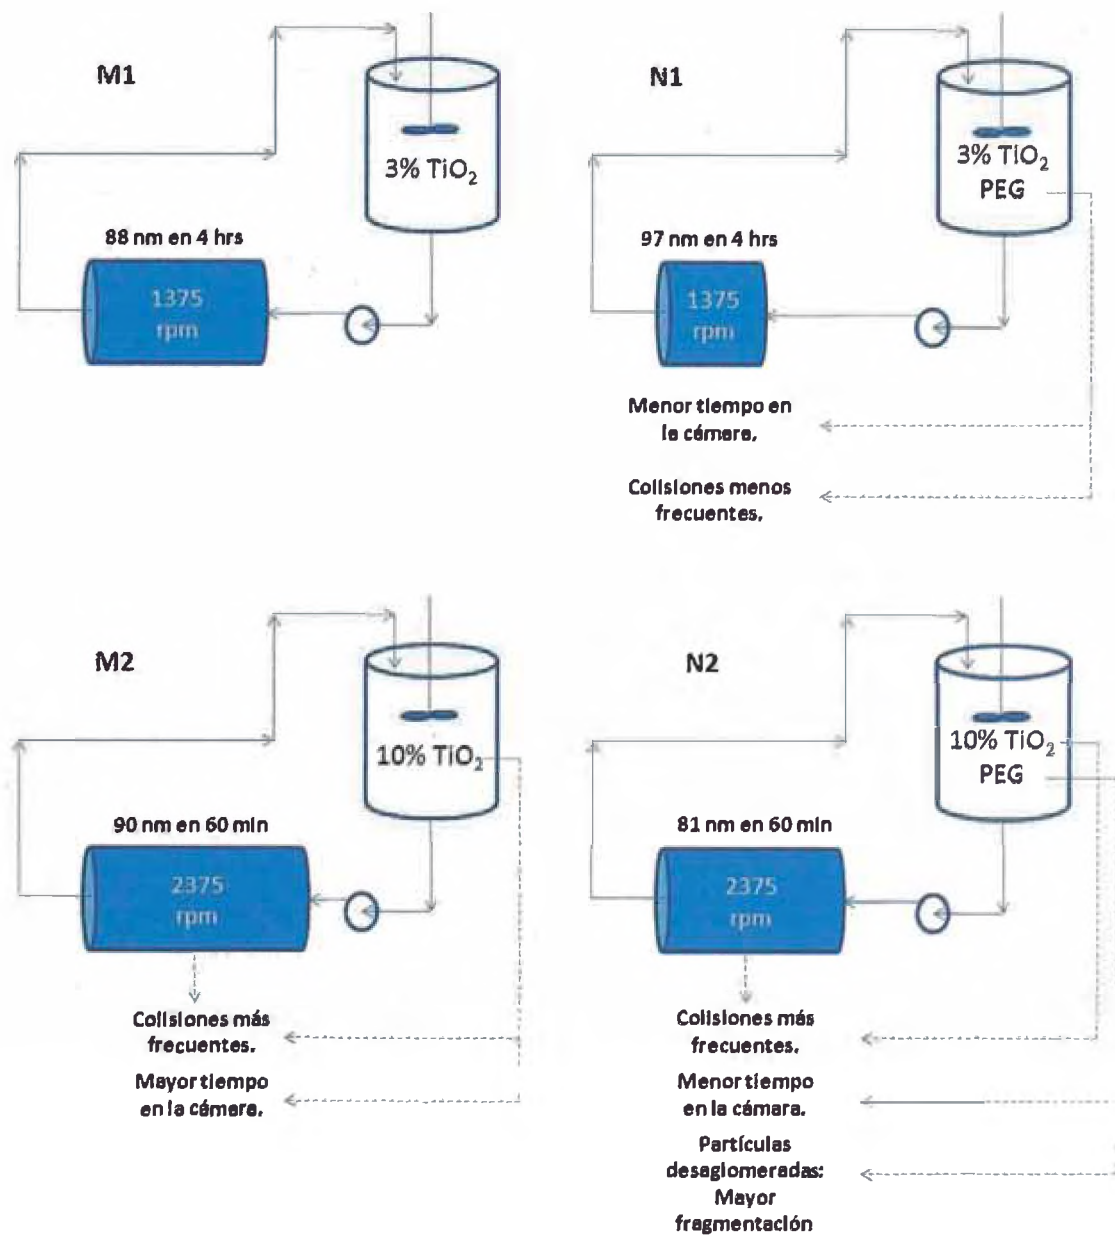 M1
3% TiO₂
88 nm en 4 hrs
1375
rpm
N1
3% TiO₂
PEG
97 nm en 4 hrs
1375
rpm
Menor tiempo en
la cámara.
Colisiones menos
frecuentes.
M2
10% TiO₂
90 nm en 60 min
2375
rpm
Colisiones más
frecuentes.
Mayor tiempo
en la cámara.
N2
10% TiO₂
PEG
81 nm en 60 min
2375
rpm
Colisiones más
frecuentes.
Menor tiempo
en la cámara.
Partículas
desaglomeradas:
Mayor
fragmentación